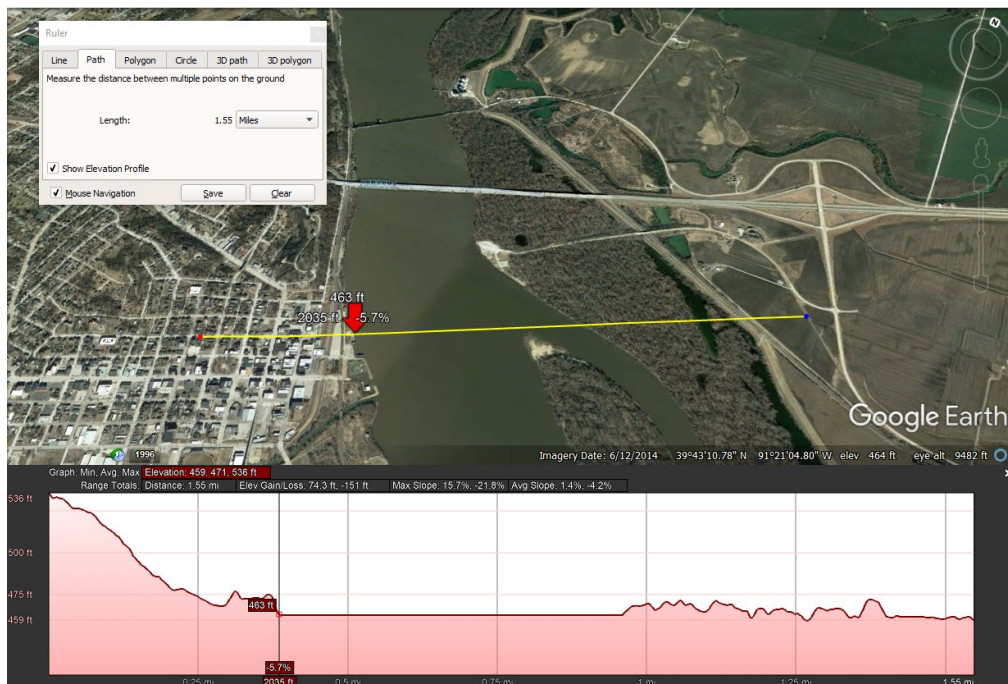 Ruler
Line Path Polygon Circle 3D path 3D polygon
Measure the distance between multiple points on the ground
Length: 1.55 Miles
Show Elevation Profile
Mouse Navigation Save Clear
N
463 ft
2035 ft -5.7%
Google Earth
1996
Imagery Date: 6/12/2014 39°43'10.78" N 91°21'04.80" W elev 464 ft eye alt 9482 ft
Graph: Min, Avg, Max Elevation: 459, 471, 536 ft
Range Totals: Distance: 1.55 mi Elev Gain/Loss: 74.3 ft, -151 ft Max Slope: 15.7%, -21.8% Avg Slope: 1.4%, -4.2%
536 ft
500 ft
475 ft
463 ft
459 ft
-5.7%
0.25 mi 2035 ft 0.5 mi 0.75 mi 1 mi 1.25 mi 1.55 mi